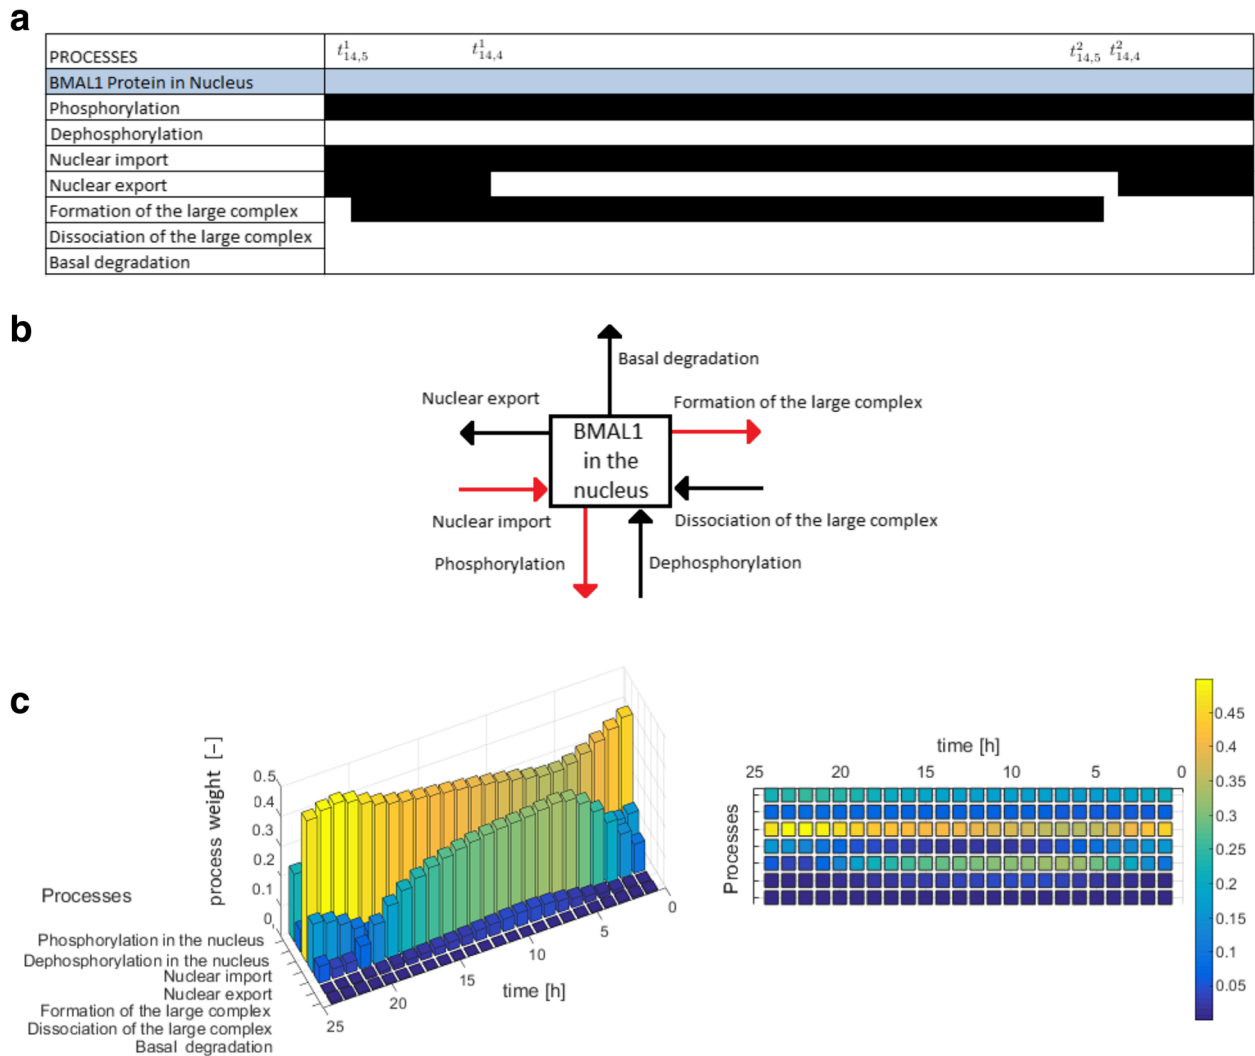 a
PROCESSES t¹₁₄,₅ t¹₁₄,₄ t²₁₄,₅ t²₁₄,₄
BMAL1 Protein in Nucleus
Phosphorylation
Dephosphorylation
Nuclear import
Nuclear export
Formation of the large complex
Dissociation of the large complex
Basal degradation
b
Basal degradation
Nuclear export
Formation of the large complex
BMAL1
in the
nucleus
Nuclear import
Dissociation of the large complex
Phosphorylation
Dephosphorylation
c
process weight [–]
0.5
0.4
0.3
0.2
0.1
0
Processes
Phosphorylation in the nucleus
Dephosphorylation in the nucleus
Nuclear import
Nuclear export
Formation of the large complex
Dissociation of the large complex
Basal degradation
25
20
15
10
5
0
time [h]
time [h]
25 20 15 10 5 0
Processes
0.45
0.4
0.35
0.3
0.25
0.2
0.15
0.1
0.05